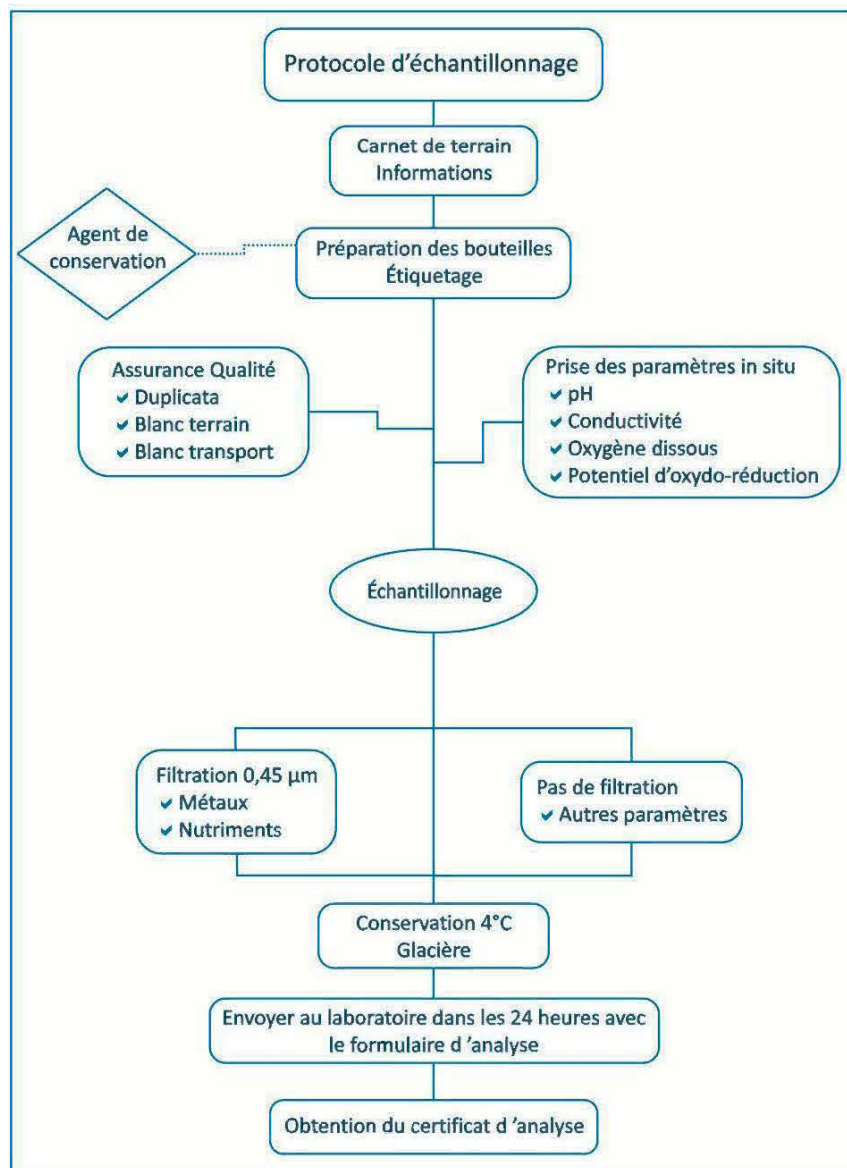 Protocole d'échantillonnage
Carnet de terrain
Informations
Agent de
conservation
Préparation des bouteilles
Étiquetage
Assurance Qualité
✔ Duplicata
✔ Blanc terrain
✔ Blanc transport
Prise des paramètres in situ
✔ pH
✔ Conductivité
✔ Oxygène dissous
✔ Potentiel d'oxydo-réduction
Échantillonnage
Filtration 0,45 µm
✔ Métaux
✔ Nutriments
Pas de filtration
✔ Autres paramètres
Conservation 4°C
Glacière
Envoyer au laboratoire dans les 24 heures avec
le formulaire d 'analyse
Obtention du certificat d 'analyse